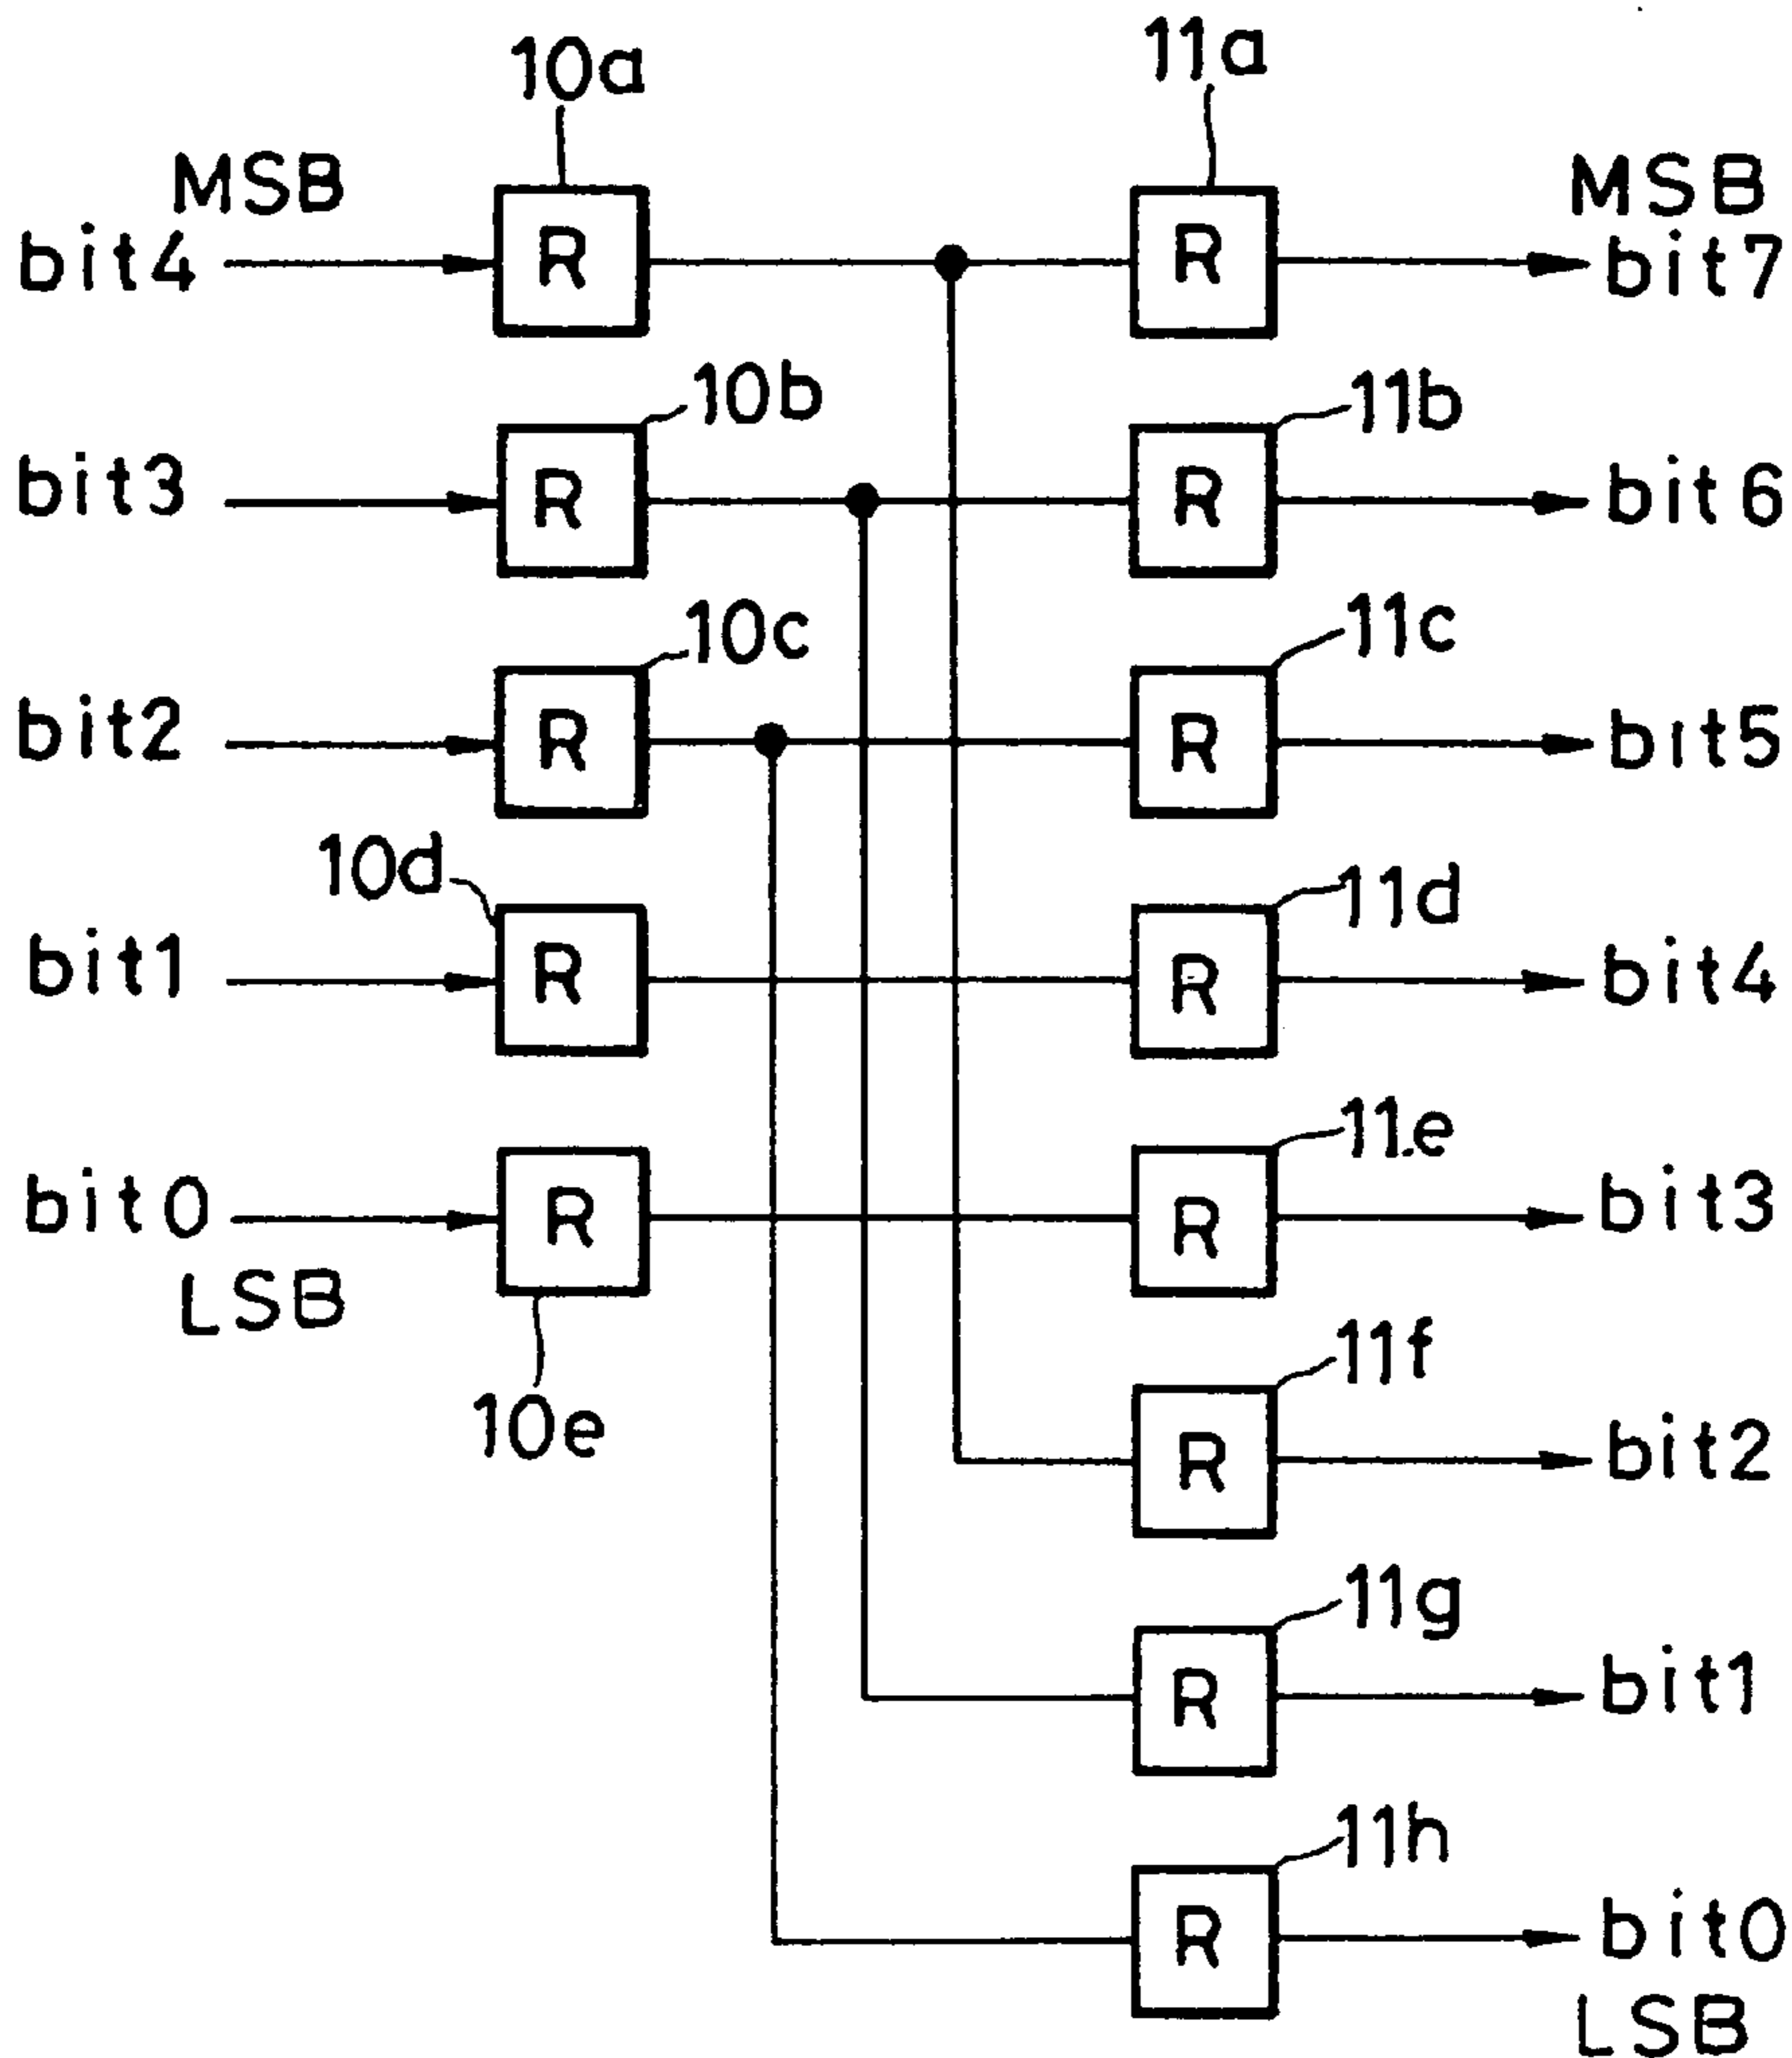 10a 11a
MSB MSB
bit4 R R bit7
10b 11b
bit3 R R bit6
10c 11c
bit2 R R bit5
10d 11d
bit1 R R bit4
11e
bit0 R R bit3
LSB
10e 11f
R bit2
11g
R bit1
11h
R bit0
LSB